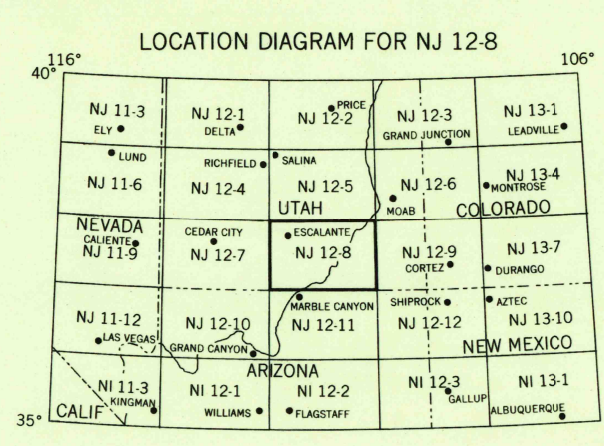 LOCATION DIAGRAM FOR NJ 12-8
116° 106°
40°
NJ 11-3 NJ 12-1 NJ 12-2 NJ 12-3 NJ 13-1
PRICE
ELY DELTA GRAND JUNCTION LEADVILLE
LUND RICHFIELD SALINA
NJ 11-6 NJ 12-4 NJ 12-5 NJ 12-6 NJ 13-4
MONTROSE
UTAH MOAB COLORADO
NEVADA
CALIENTE CEDAR CITY ESCALANTE
NJ 11-9 NJ 12-7 NJ 12-8 NJ 12-9 NJ 13-7
CORTEZ DURANGO
MARBLE CANYON SHIPROCK AZTEC
NJ 11-12 NJ 12-10 NJ 12-11 NJ 12-12 NJ 13-10
LAS VEGAS GRAND CANYON NEW MEXICO
ARIZONA
NI 11-3 NI 12-1 NI 12-2 NI 12-3 NI 13-1
KINGMAN GALLUP
35° CALIF WILLIAMS FLAGSTAFF ALBUQUERQUE